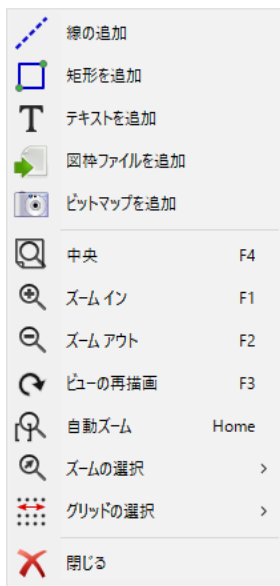 線の追加
矩形を追加
T テキストを追加
図枠ファイルを追加
ビットマップを追加
中央 F4
ズーム イン F1
ズーム アウト F2
ビューの再描画 F3
自動ズーム Home
ズームの選択 >
グリッドの選択 >
閉じる